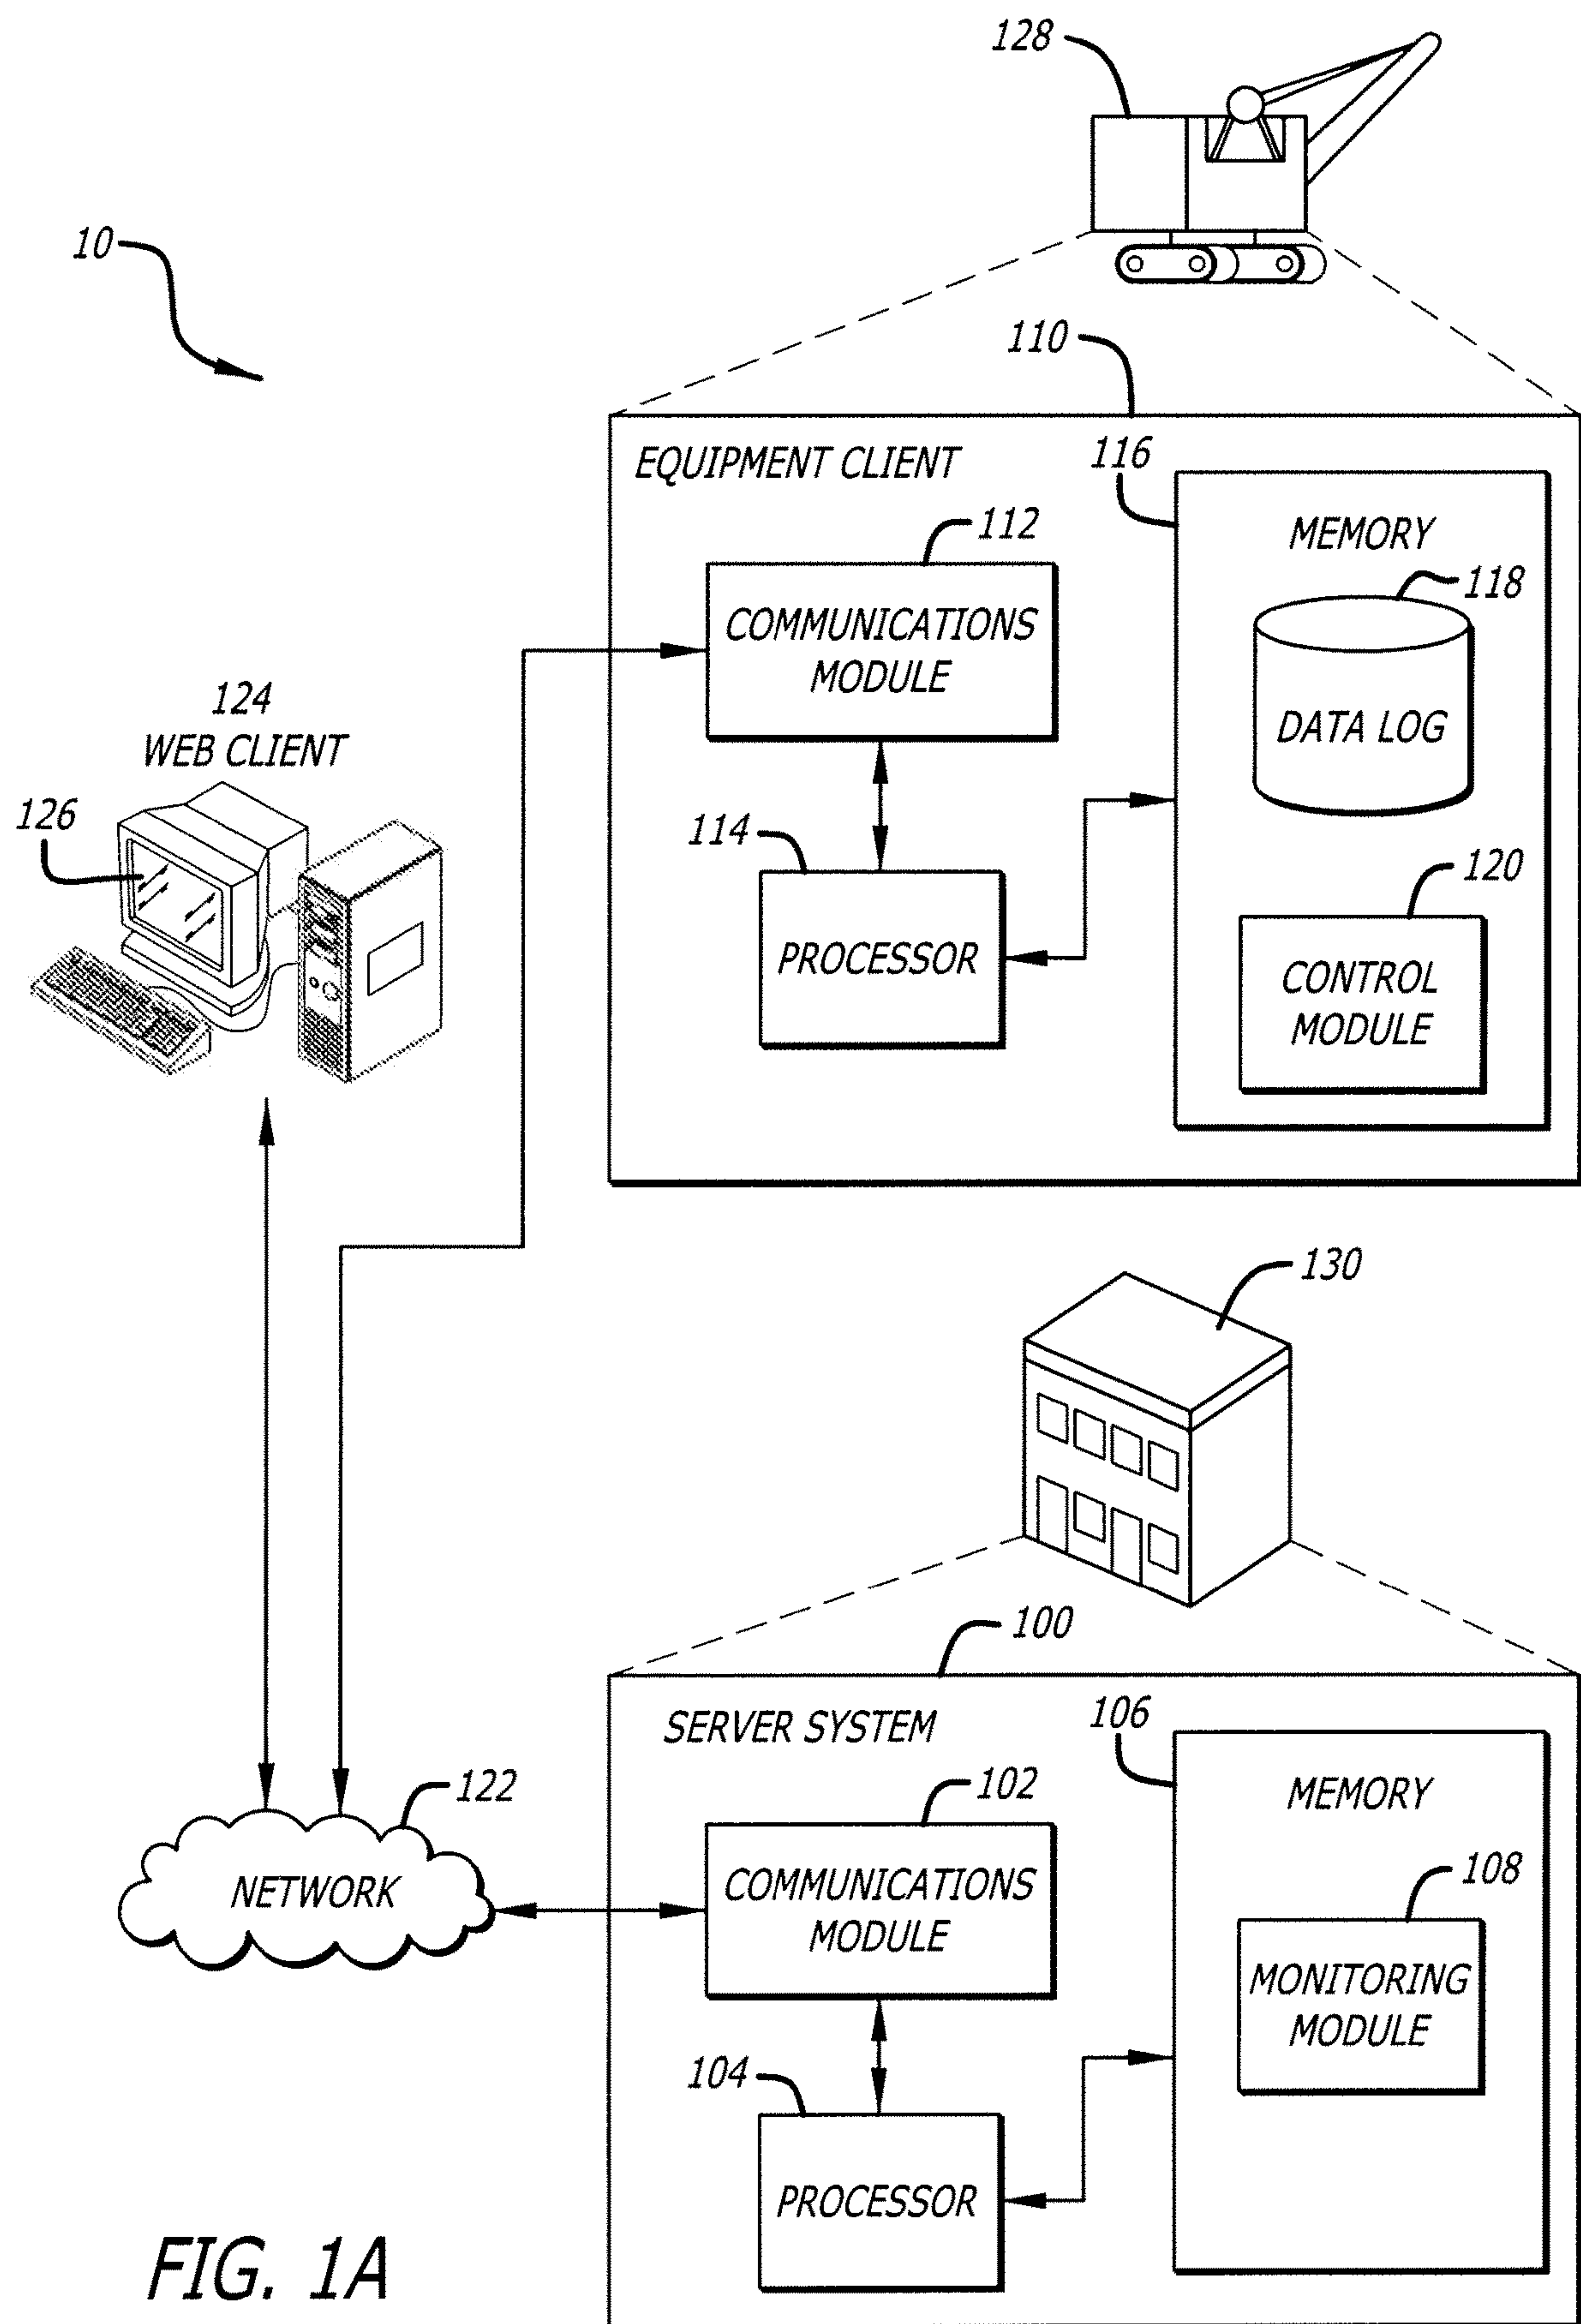 128
10
110
EQUIPMENT CLIENT
116
MEMORY
112
118
COMMUNICATIONS
MODULE
DATA LOG
124
WEB CLIENT
126
114
120
PROCESSOR
CONTROL
MODULE
130
100
SERVER SYSTEM
106
MEMORY
122
102
NETWORK
COMMUNICATIONS
MODULE
108
MONITORING
MODULE
104
PROCESSOR
FIG. 1A